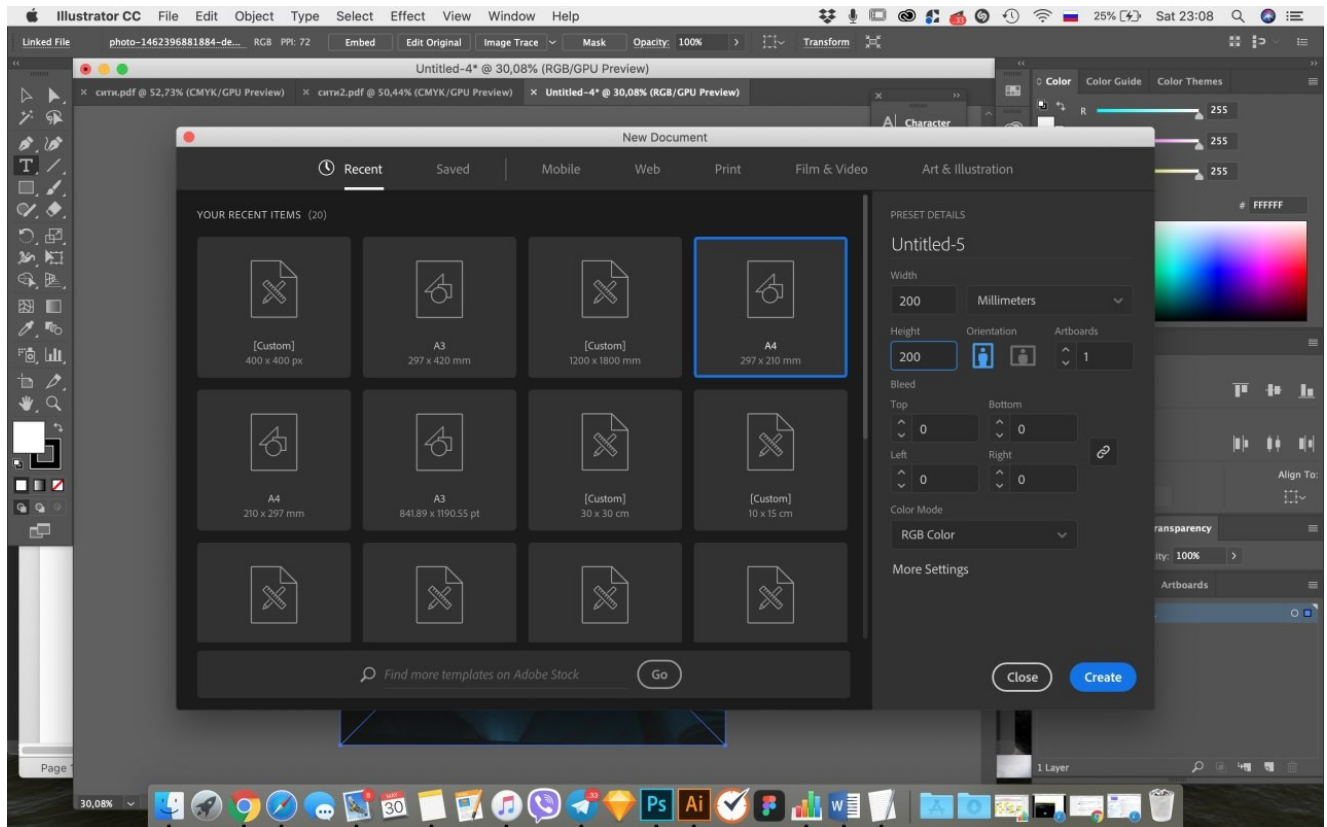 Illustrator CC File Edit Object Type Select Effect View Window Help 25% Sat 23:08
Linked File photo-1462396881884-de... RGB PPI: 72 Embed Edit Original Image Trace Mask Opacity: 100% Transform
Untitled-4* @ 30,08% (RGB/GPU Preview)
× сити.pdf @ 52,73% (CMYK/GPU Preview) × сити2.pdf @ 50,44% (CMYK/GPU Preview) × Untitled-4* @ 30,08% (RGB/GPU Preview)
Color Color Guide Color Themes
R 255
Character
255
255
# FFFFFF
New Document
Recent Saved Mobile Web Print Film & Video Art & Illustration
YOUR RECENT ITEMS (20)
[Custom] A3 [Custom] A4
400 x 400 px 297 x 420 mm 1200 x 1800 mm 297 x 210 mm
A4 A3 [Custom] [Custom]
210 x 297 mm 841.89 x 1190.55 pt 30 x 30 cm 10 x 15 cm
Find more templates on Adobe Stock Go
PRESET DETAILS
Untitled-5
Width
200 Millimeters
Height Orientation Artboards
200 1
Bleed
Top Bottom
0 0
Left Right
0 0
Color Mode
RGB Color
More Settings
Close Create
Align To:
ransparency
ity: 100%
Artboards
1 Layer
Page 1
30,08%
MAY
30
Ps Ai W